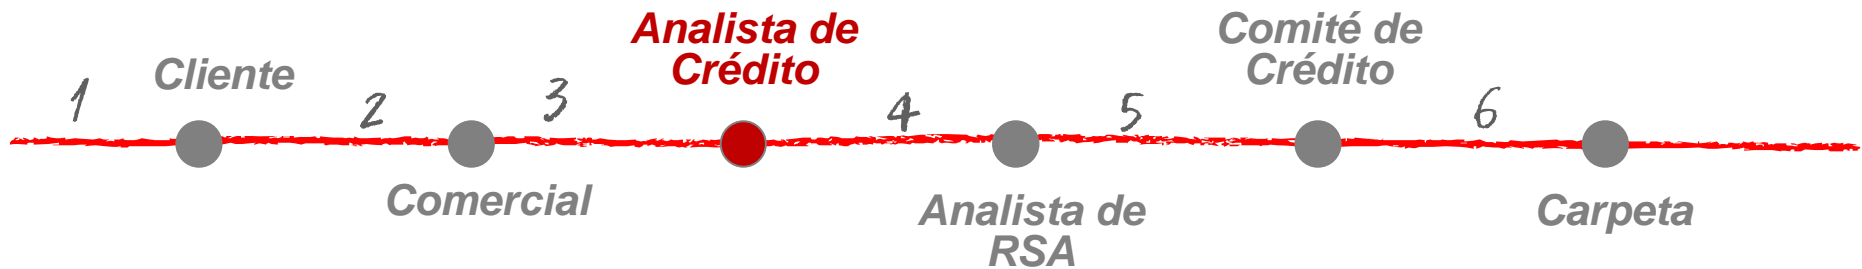 1
Cliente
2
Comercial
3
Analista de
Crédito
4
Analista de
RSA
5
Comité de
Crédito
6
Carpeta